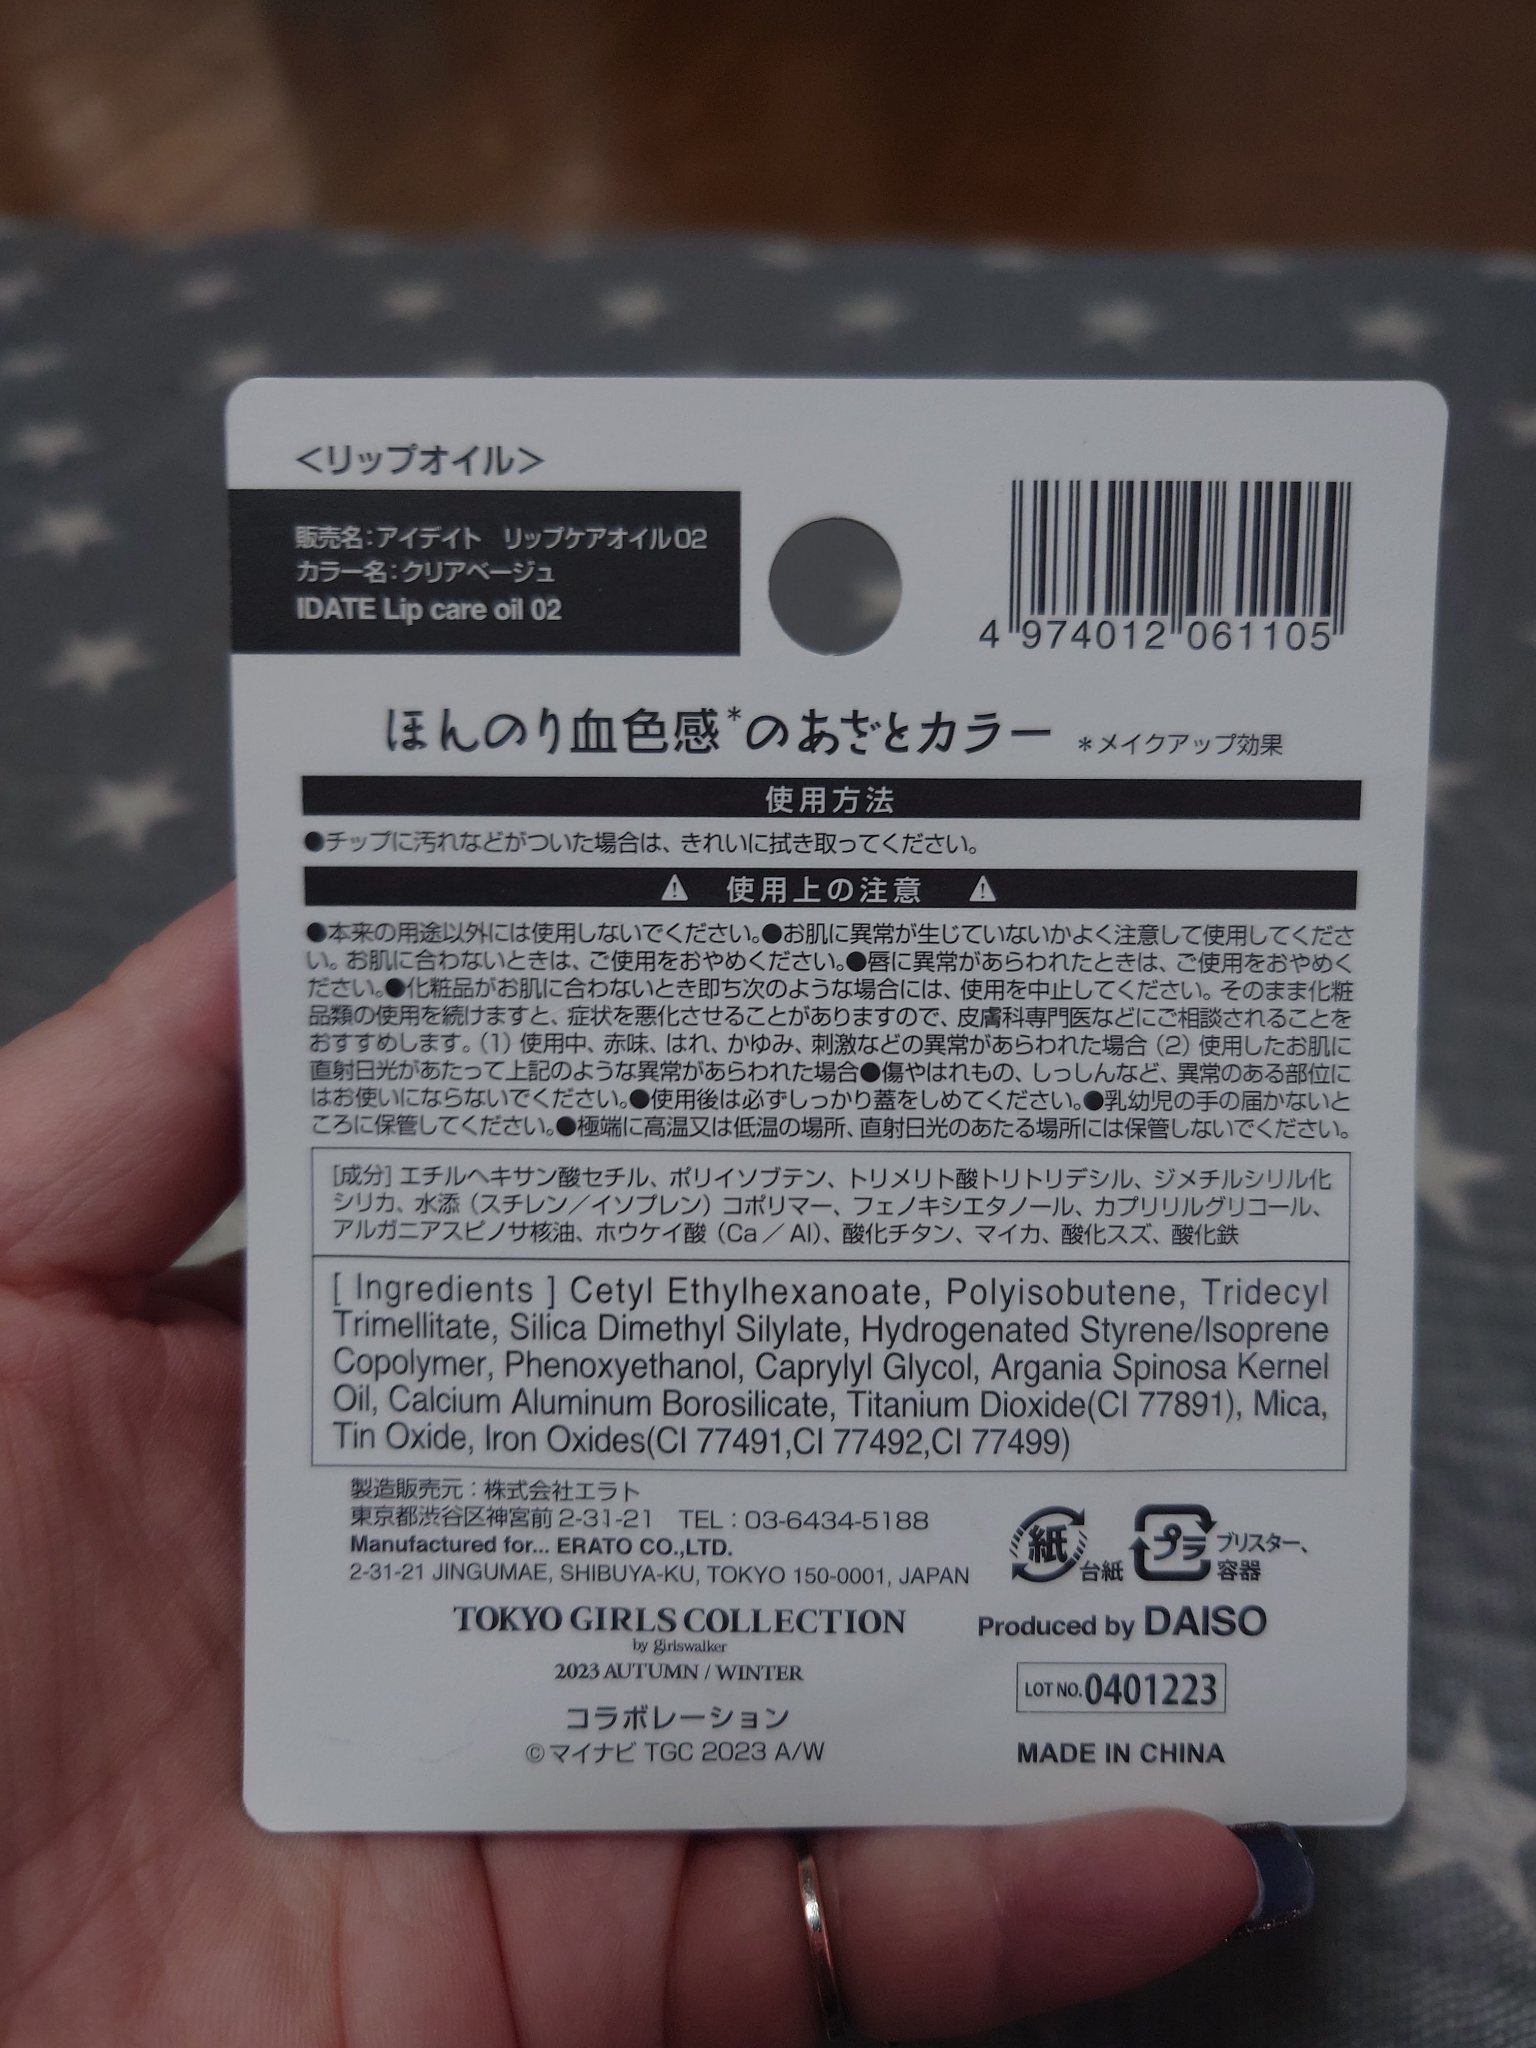 ＜リップオイル＞
販売名：アイデイト　リップケアオイル02
カラー名：クリアベージュ
IDATE Lip care oil 02
4 974012 061105
ほんのり血色感*のあざとカラー ＊メイクアップ効果
使用方法
●チップに汚れなどがついた場合は、きれいに拭き取ってください。
⚠ 使用上の注意 ⚠
●本来の用途以外には使用しないでください。●お肌に異常が生じていないかよく注意して使用してくださ
い。お肌に合わないときは、ご使用をおやめください。●唇に異常があらわれたときは、ご使用をおやめく
ださい。●化粧品がお肌に合わないとき即ち次のような場合には、使用を中止してください。そのまま化粧
品類の使用を続けますと、症状を悪化させることがありますので、皮膚科専門医などにご相談されることを
おすすめします。（1）使用中、赤味、はれ、かゆみ、刺激などの異常があらわれた場合（2）使用したお肌に
直射日光があたって上記のような異常があらわれた場合●傷やはれもの、しっしんなど、異常のある部位に
はお使いにならないでください。●使用後は必ずしっかり蓋をしめてください。●乳幼児の手の届かないと
ころに保管してください。●極端に高温又は低温の場所、直射日光のあたる場所には保管しないでください。
[成分] エチルヘキサン酸セチル、ポリイソブテン、トリメリト酸トリトリデシル、ジメチルシリル化
シリカ、水添（スチレン／イソプレン）コポリマー、フェノキシエタノール、カプリリルグリコール、
アルガニアスピノサ核油、ホウケイ酸（Ca／Al）、酸化チタン、マイカ、酸化スズ、酸化鉄
[ Ingredients ] Cetyl Ethylhexanoate, Polyisobutene, Tridecyl
Trimellitate, Silica Dimethyl Silylate, Hydrogenated Styrene/Isoprene
Copolymer, Phenoxyethanol, Caprylyl Glycol, Argania Spinosa Kernel
Oil, Calcium Aluminum Borosilicate, Titanium Dioxide(CI 77891), Mica,
Tin Oxide, Iron Oxides(CI 77491,CI 77492,CI 77499)
製造販売元：株式会社エラト
東京都渋谷区神宮前2-31-21　TEL：03-6434-5188
Manufactured for... ERATO CO.,LTD.
2-31-21 JINGUMAE, SHIBUYA-KU, TOKYO 150-0001, JAPAN
紙 台紙
プラ ブリスター、
容器
TOKYO GIRLS COLLECTION
by girlswalker
2023 AUTUMN / WINTER
コラボレーション
©マイナビ TGC 2023 A/W
Produced by DAISO
LOT NO. 0401223
MADE IN CHINA